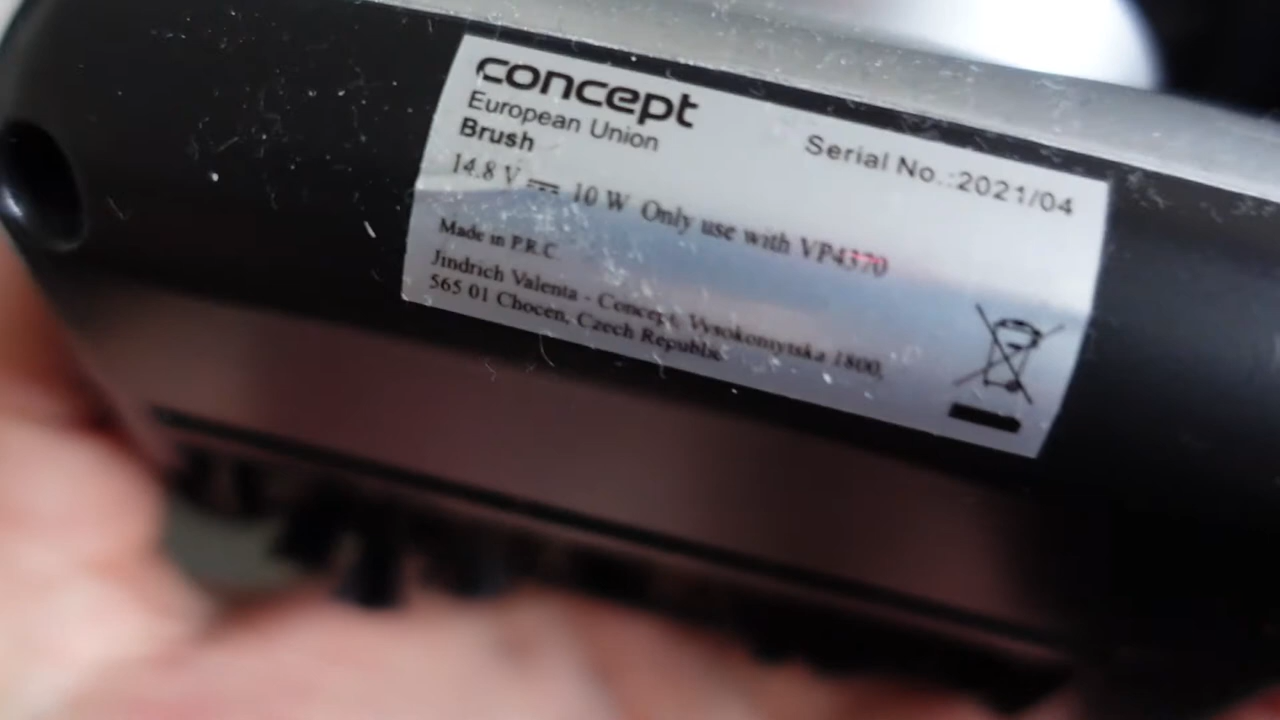 concept
European Union
Brush
Serial No.:2021/04
14.8 V ⎓ 10 W Only use with VP4370
Made in P.R.C
Jindrich Valenta - Concept, Vysokomytska 1800,
565 01 Chocen, Czech Republic